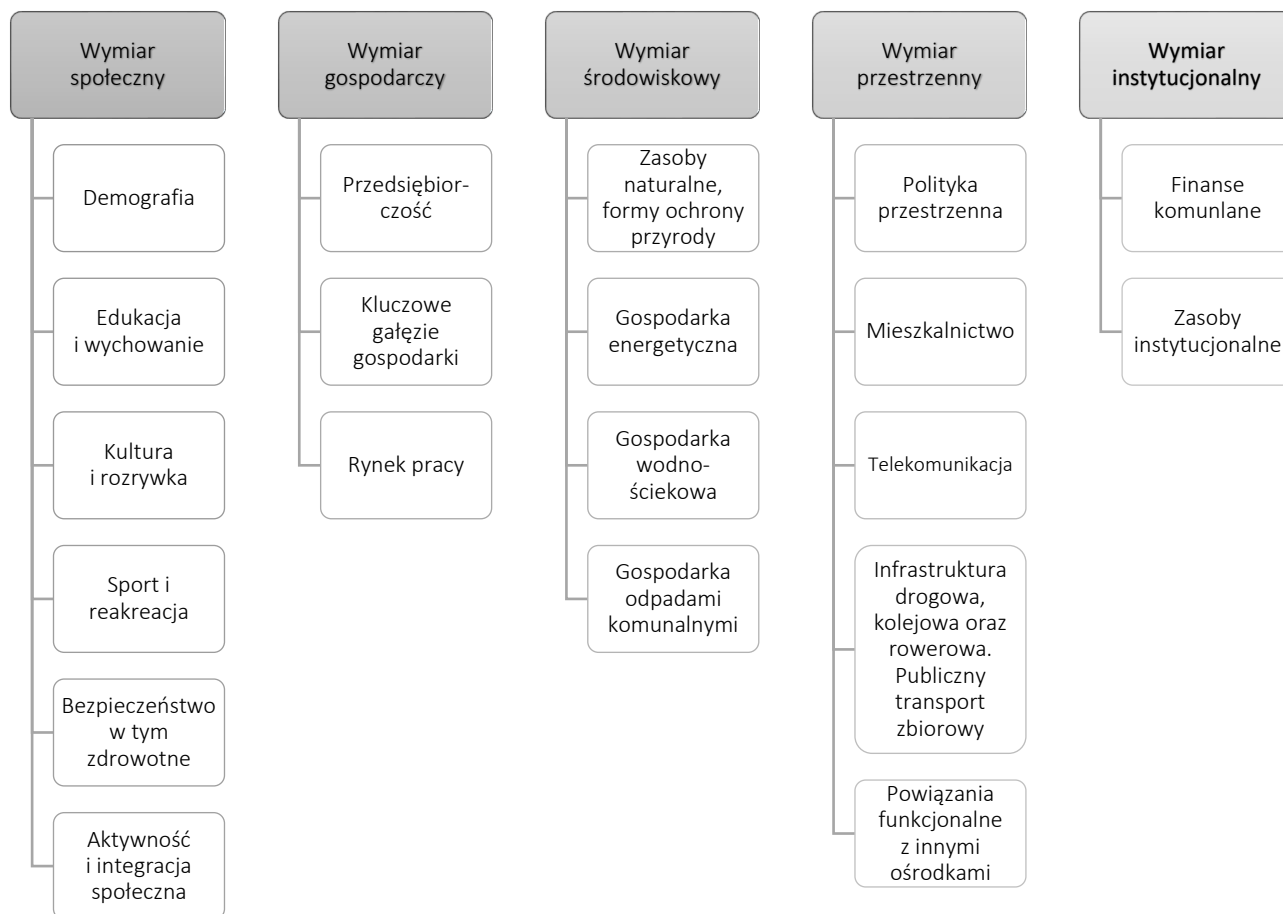 Wymiar
społeczny
Demografia
Edukacja
i wychowanie
Kultura
i rozrywka
Sport i
reakreacja
Bezpieczeństwo
w tym
zdrowotne
Aktywność
i integracja
społeczna
Wymiar
gospodarczy
Przedsiębior-
czość
Kluczowe
gałęzie
gospodarki
Rynek pracy
Wymiar
środowiskowy
Zasoby
naturalne,
formy ochrony
przyrody
Gospodarka
energetyczna
Gospodarka
wodno-
ściekowa
Gospodarka
odpadami
komunalnymi
Wymiar
przestrzenny
Polityka
przestrzenna
Mieszkalnictwo
Telekomunikacja
Infrastruktura
drogowa,
kolejowa oraz
rowerowa.
Publiczny
transport
zbiorowy
Powiązania
funkcjonalne
z innymi
ośrodkami
Wymiar
instytucjonalny
Finanse
komunlane
Zasoby
instytucjonalne